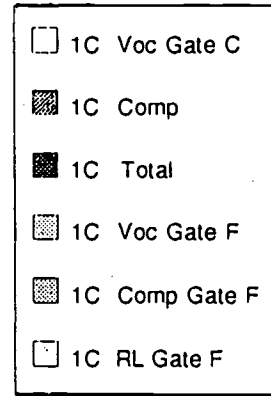 1C Voc Gate C
1C Comp
1C Total
1C Voc Gate F
1C Comp Gate F
1C RL Gate F